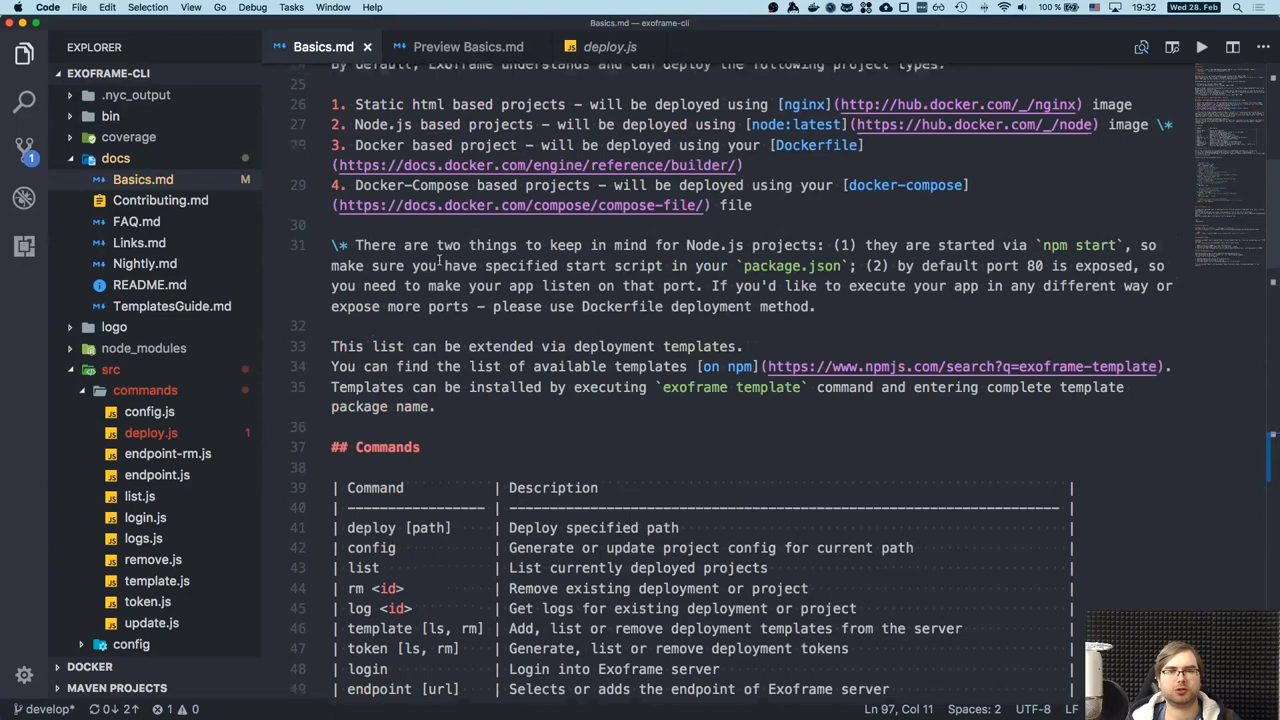 Code File Edit Selection View Go Debug Tasks Window Help 100 % 19:32 Wed 28. Feb
Basics.md — exoframe-cli
EXPLORER
Basics.md
Preview Basics.md
deploy.js
EXOFRAME-CLI
.nyc_output
bin
coverage
docs
Basics.md M
Contributing.md
FAQ.md
Links.md
Nightly.md
README.md
TemplatesGuide.md
logo
node_modules
src
commands
config.js
deploy.js 1
endpoint-rm.js
endpoint.js
list.js
login.js
logs.js
remove.js
template.js
token.js
update.js
config
DOCKER
MAVEN PROJECTS
1
24 By default, Exoframe understands and can deploy the following project types:
25
26 1. Static html based projects - will be deployed using [nginx](http://hub.docker.com/_/nginx) image
27 2. Node.js based projects - will be deployed using [node:latest](https://hub.docker.com/_/node) image \*
28 3. Docker based project - will be deployed using your [Dockerfile]
(https://docs.docker.com/engine/reference/builder/)
29 4. Docker-Compose based projects - will be deployed using your [docker-compose]
(https://docs.docker.com/compose/compose-file/) file
30
31 \* There are two things to keep in mind for Node.js projects: (1) they are started via `npm start`, so
make sure you have specified start script in your `package.json`; (2) by default port 80 is exposed, so
you need to make your app listen on that port. If you'd like to execute your app in any different way or
expose more ports - please use Dockerfile deployment method.
32
33 This list can be extended via deployment templates.
34 You can find the list of available templates [on npm](https://www.npmjs.com/search?q=exoframe-template).
35 Templates can be installed by executing `exoframe template` command and entering complete template
package name.
36
37 ## Commands
38
39 | Command | Description |
40 | ----------------- | -------------------------------------------------------------------- |
41 | deploy [path] | Deploy specified path |
42 | config | Generate or update project config for current path |
43 | list | List currently deployed projects |
44 | rm <id> | Remove existing deployment or project |
45 | log <id> | Get logs for existing deployment or project |
46 | template [ls, rm] | Add, list or remove deployment templates from the server |
47 | token [ls, rm] | Generate, list or remove deployment tokens |
48 | login | Login into Exoframe server |
49 | endpoint [url] | Selects or adds the endpoint of Exoframe server |
develop* 0↓ 2↑ 1 0
Ln 97, Col 11 Spaces: 2 UTF-8 LF